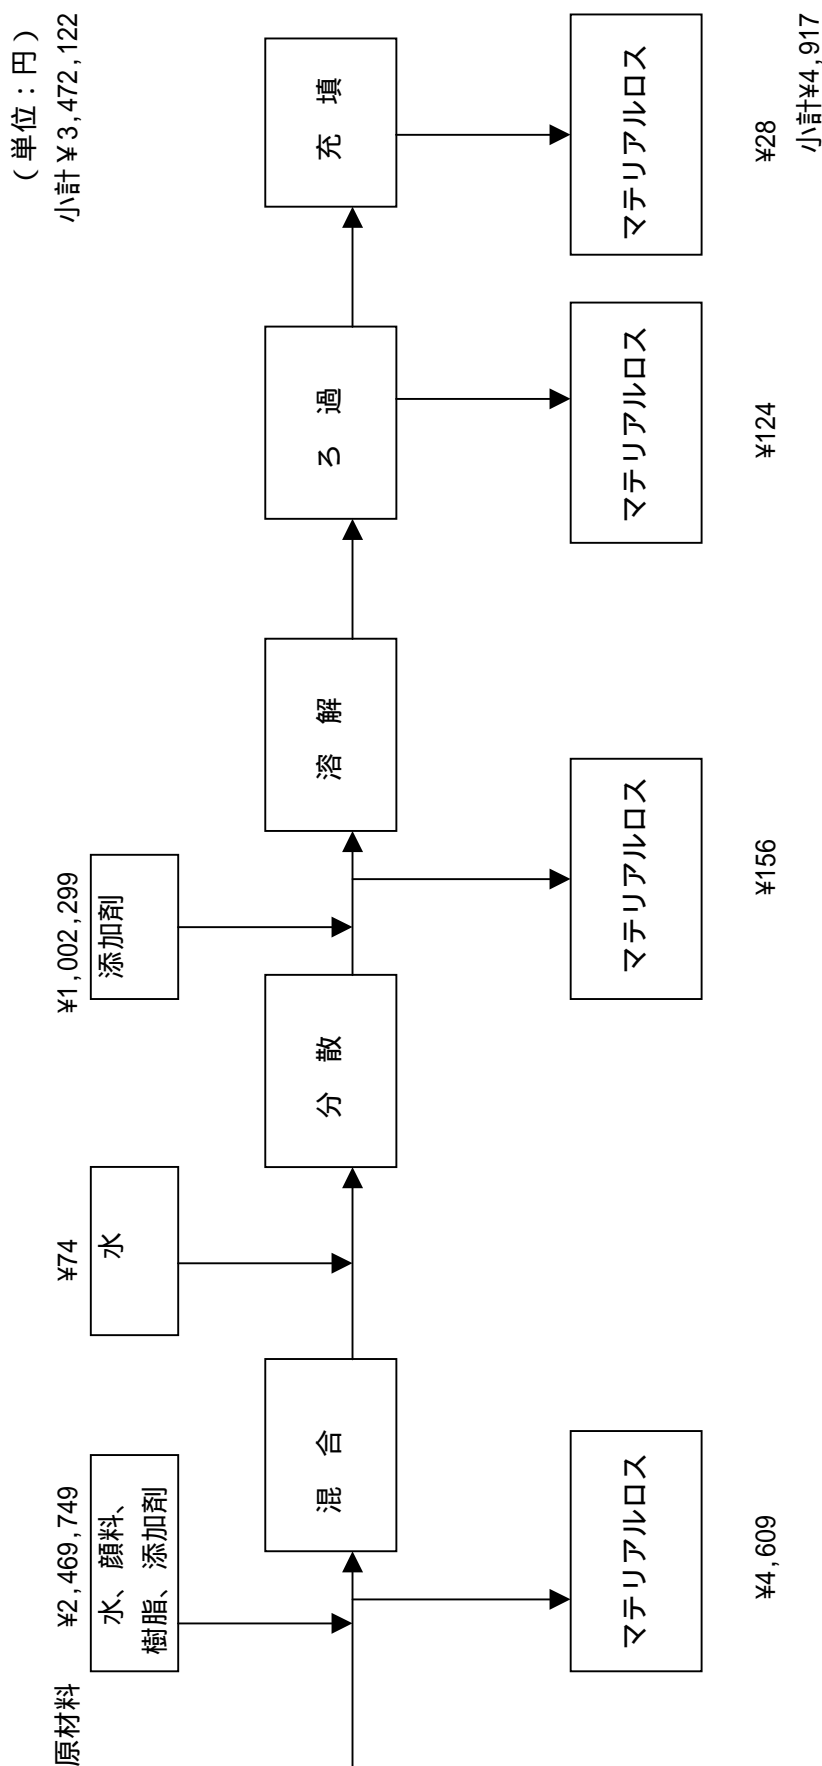 （単位：円）
原材料
¥2,469,749
¥74
¥1,002,299
小計¥3,472,122
水、顔料、
樹脂、添加剤
水
添加剤
混合
分散
溶解
ろ過
充填
マテリアルロス
マテリアルロス
マテリアルロス
マテリアルロス
¥4,609
¥156
¥124
¥28
小計¥4,917